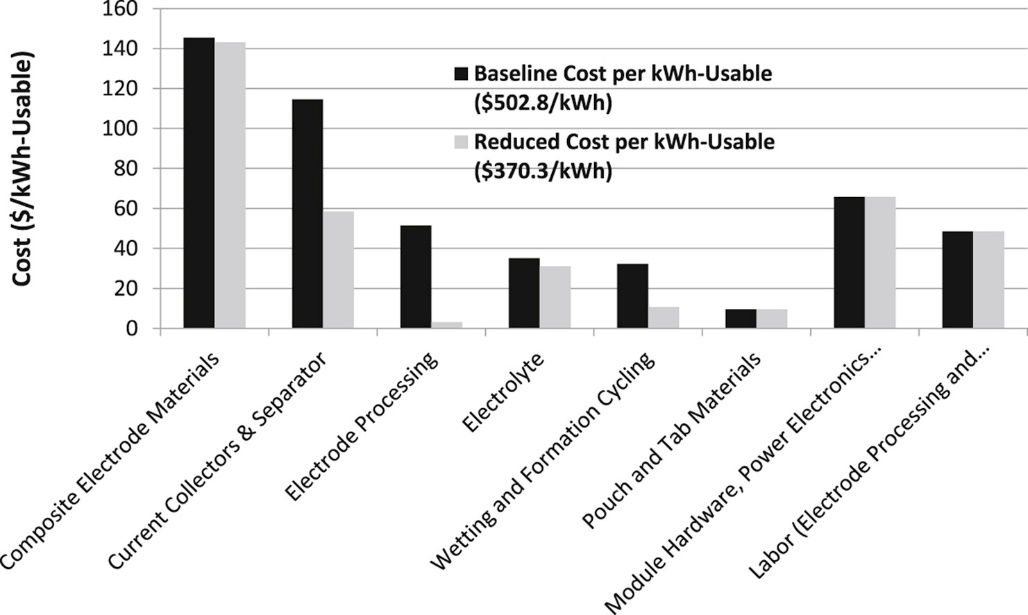 160
140
120
100
80
60
40
20
0
Cost ($/kWh-Usable)
Baseline Cost per kWh-Usable
($502.8/kWh)
Reduced Cost per kWh-Usable
($370.3/kWh)
Composite Electrode Materials
Current Collectors & Separator
Electrode Processing
Electrolyte
Wetting and Formation Cycling
Pouch and Tab Materials
Module Hardware, Power Electronics...
Labor (Electrode Processing and...